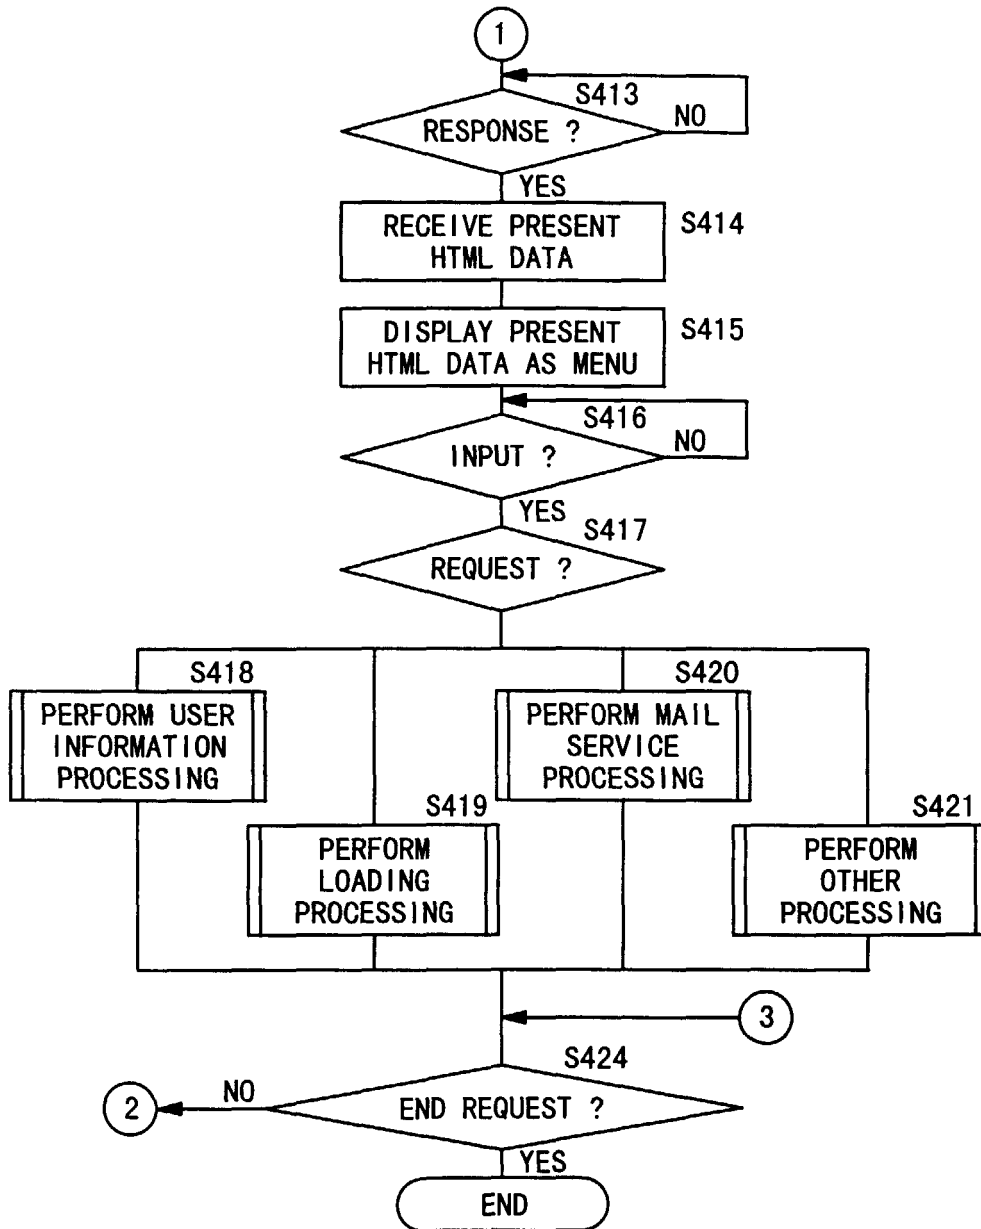 1
S413
RESPONSE ?
NO
YES
RECEIVE PRESENT
HTML DATA
S414
DISPLAY PRESENT
HTML DATA AS MENU
S415
S416
INPUT ?
NO
YES
S417
REQUEST ?
S418
PERFORM USER
INFORMATION
PROCESSING
S419
PERFORM
LOADING
PROCESSING
S420
PERFORM MAIL
SERVICE
PROCESSING
S421
PERFORM
OTHER
PROCESSING
3
S424
END REQUEST ?
NO
2
YES
END